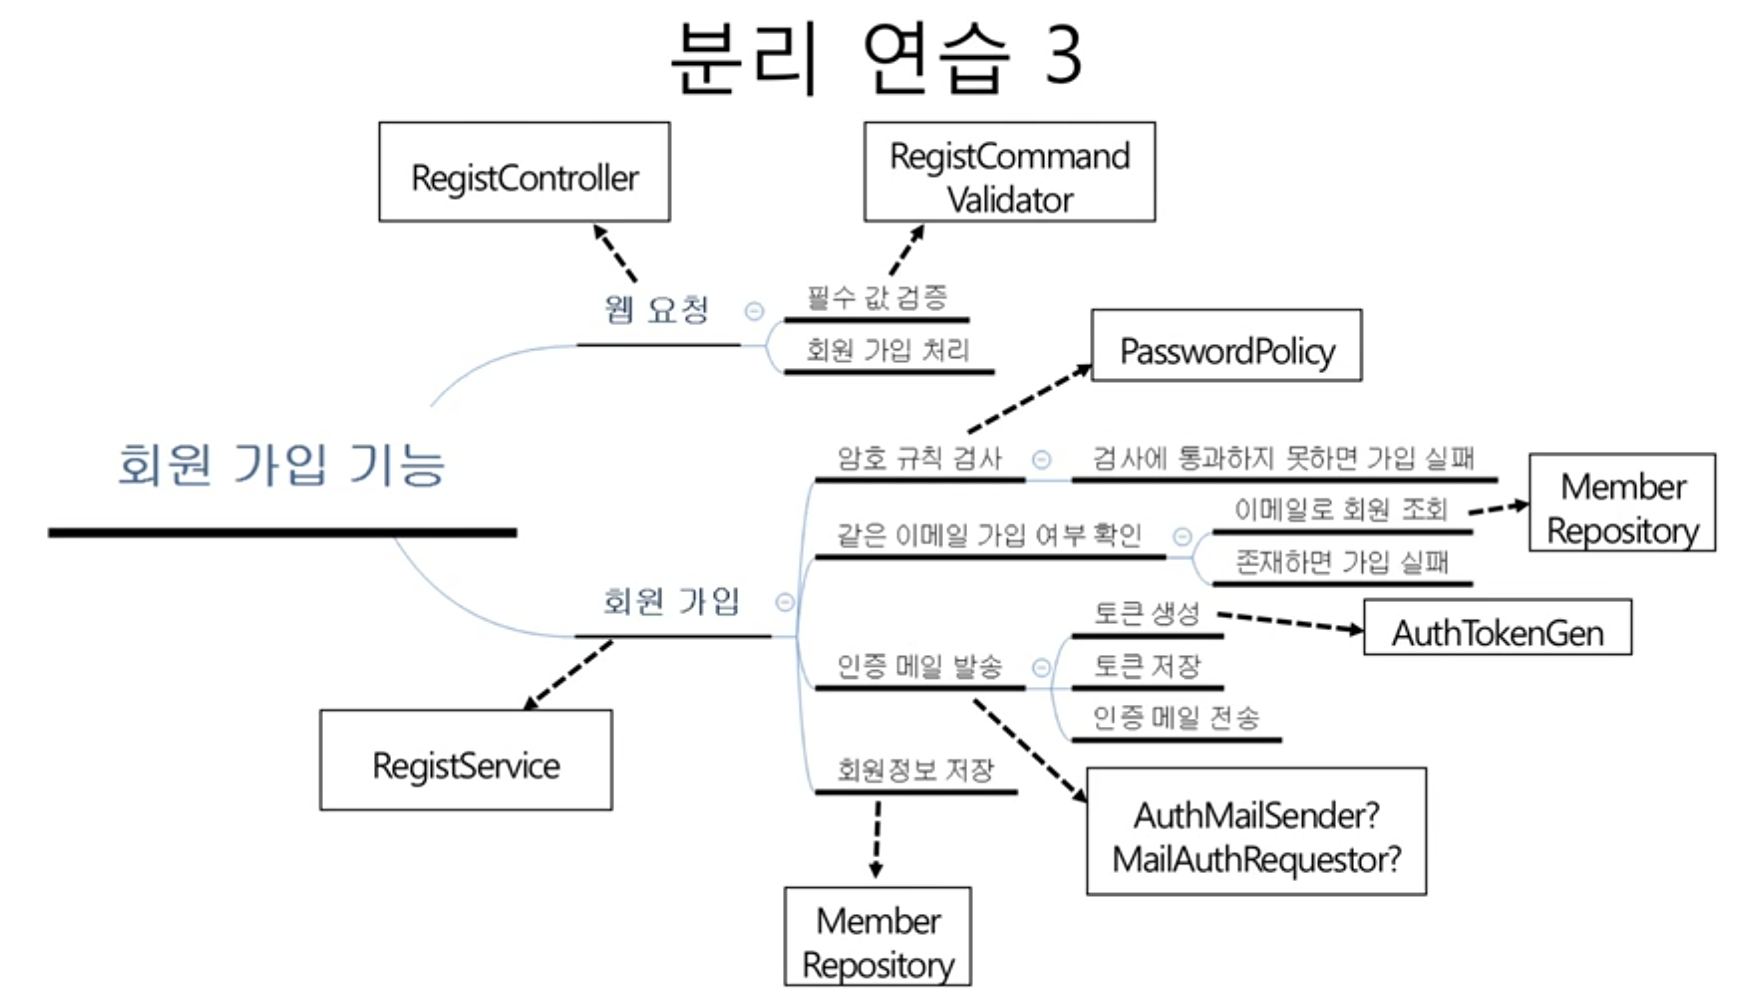 분리 연습 3
RegistController
RegistCommand
Validator
웹 요청
필수 값 검증
회원 가입 처리
PasswordPolicy
회원 가입 기능
암호 규칙 검사
검사에 통과하지 못하면 가입 실패
같은 이메일 가입 여부 확인
이메일로 회원 조회
존재하면 가입 실패
Member
Repository
회원 가입
토큰 생성
AuthTokenGen
인증 메일 발송
토큰 저장
인증 메일 전송
RegistService
회원정보 저장
AuthMailSender?
MailAuthRequestor?
Member
Repository